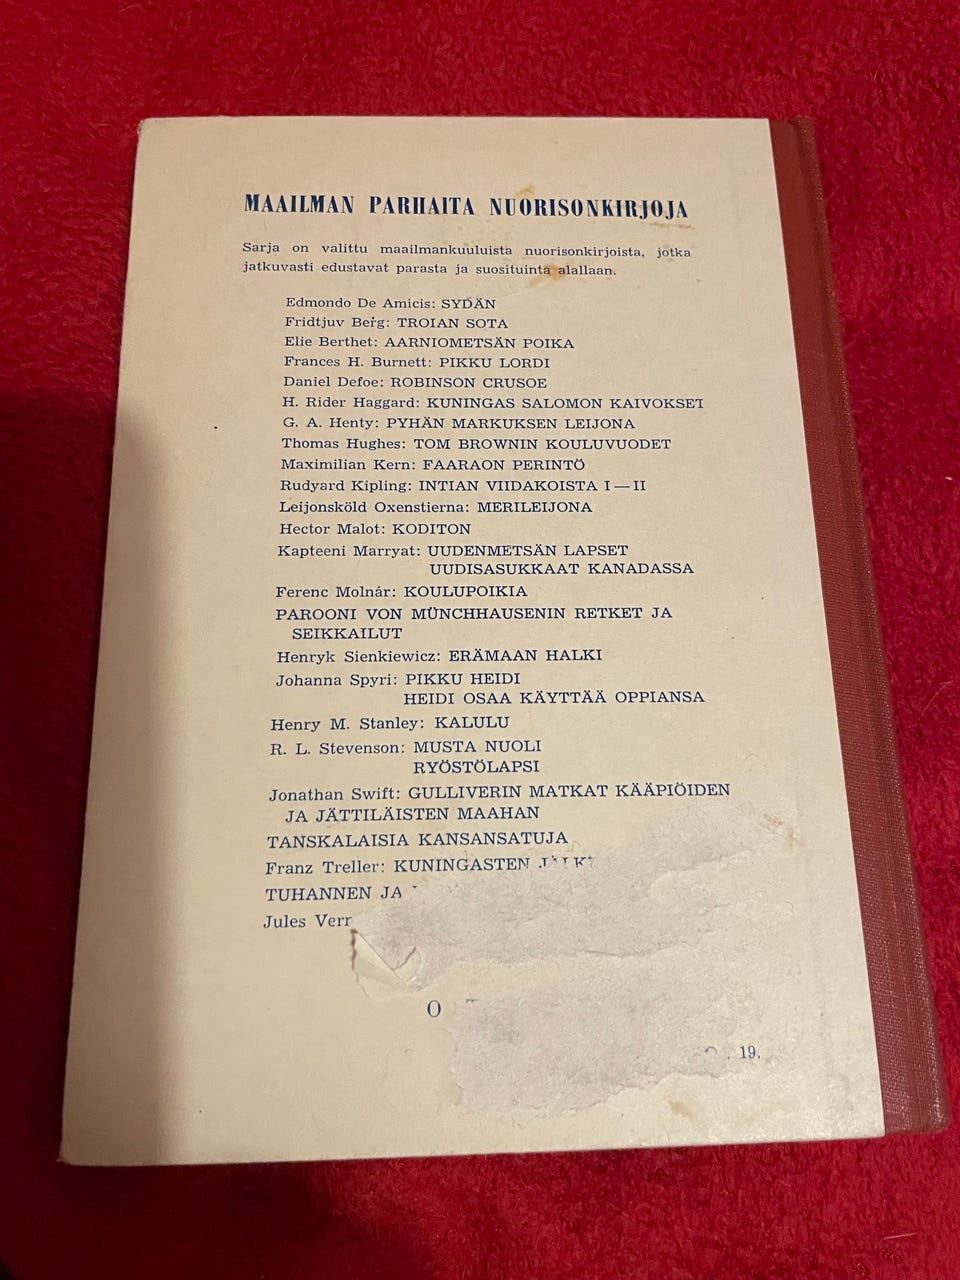 MAAILMAN PARHAITA NUORISONKIRJOJA
Sarja on valittu maailmankuuluista nuorisonkirjoista, jotka
jatkuvasti edustavat parasta ja suosituinta alallaan.
Edmondo De Amicis: SYDÄN
Fridtjuv Berg: TROIAN SOTA
Elie Berthet: AARNIOMETSÄN POIKA
Frances H. Burnett: PIKKU LORDI
Daniel Defoe: ROBINSON CRUSOE
H. Rider Haggard: KUNINGAS SALOMON KAIVOKSET
G. A. Henty: PYHÄN MARKUKSEN LEIJONA
Thomas Hughes: TOM BROWNIN KOULUVUODET
Maximilian Kern: FAARAON PERINTÖ
Rudyard Kipling: INTIAN VIIDAKOISTA I—II
Leijonsköld Oxenstierna: MERILEIJONA
Hector Malot: KODITON
Kapteeni Marryat: UUDENMETSÄN LAPSET
UUDISASUKKAAT KANADASSA
Ferenc Molnár: KOULUPOIKIA
PAROONI VON MÜNCHHAUSENIN RETKET JA
SEIKKAILUT
Henryk Sienkiewicz: ERÄMAAN HALKI
Johanna Spyri: PIKKU HEIDI
HEIDI OSAA KÄYTTÄÄ OPPIANSA
Henry M. Stanley: KALULU
R. L. Stevenson: MUSTA NUOLI
RYÖSTÖLAPSI
Jonathan Swift: GULLIVERIN MATKAT KÄÄPIÖIDEN
JA JÄTTILÄISTEN MAAHAN
TANSKALAISIA KANSANSATUJA
Franz Treller: KUNINGASTEN
TUHANNEN JA
Jules
O
19.